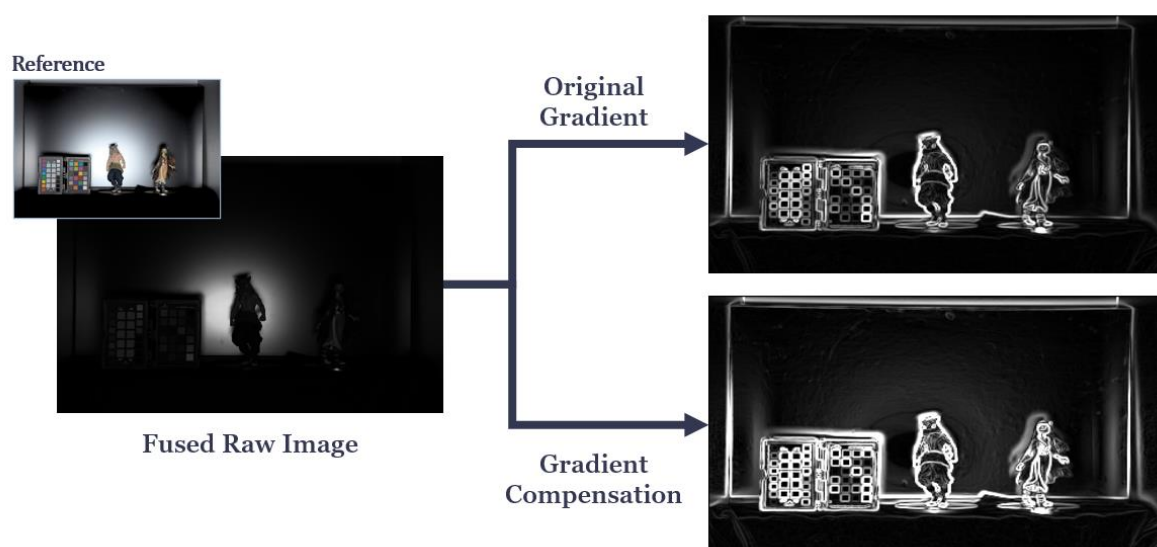 Reference
Original
Gradient
Fused Raw Image
Gradient
Compensation